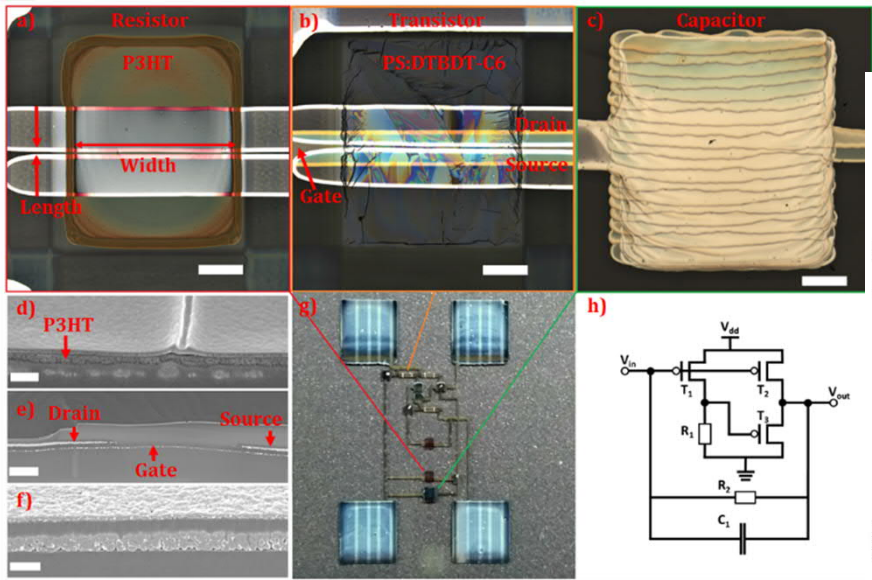 a) Resistor
P3HT
Width
Length
b) Transistor
PS:DTBDT-C6
Drain
Source
Gate
c) Capacitor
d)
P3HT
e)
Drain
Source
Gate
f)
g)
h)
Vdd
Vin
T1
T2
Vout
T3
R1
R2
C1